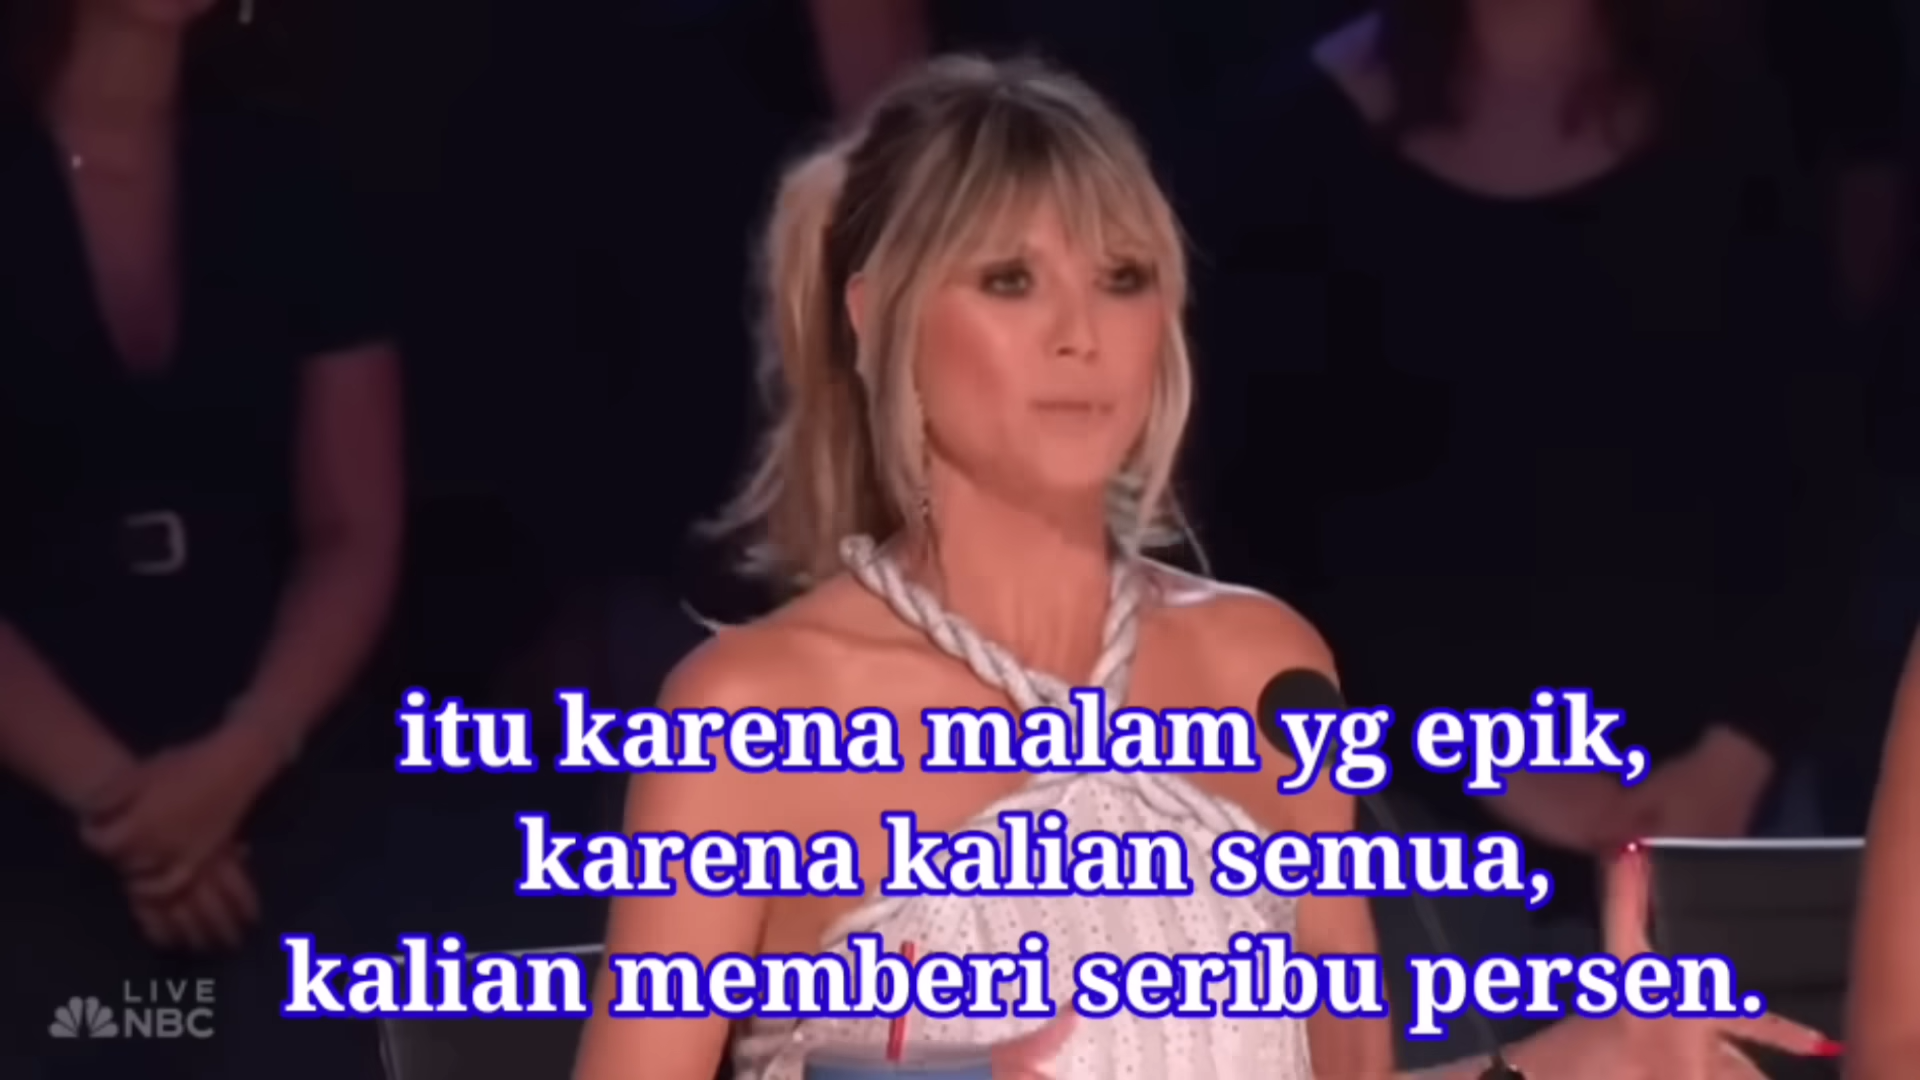 itu karena malam yg epik,
karena kalian semua,
kalian memberi seribu persen.
LIVE
NBC